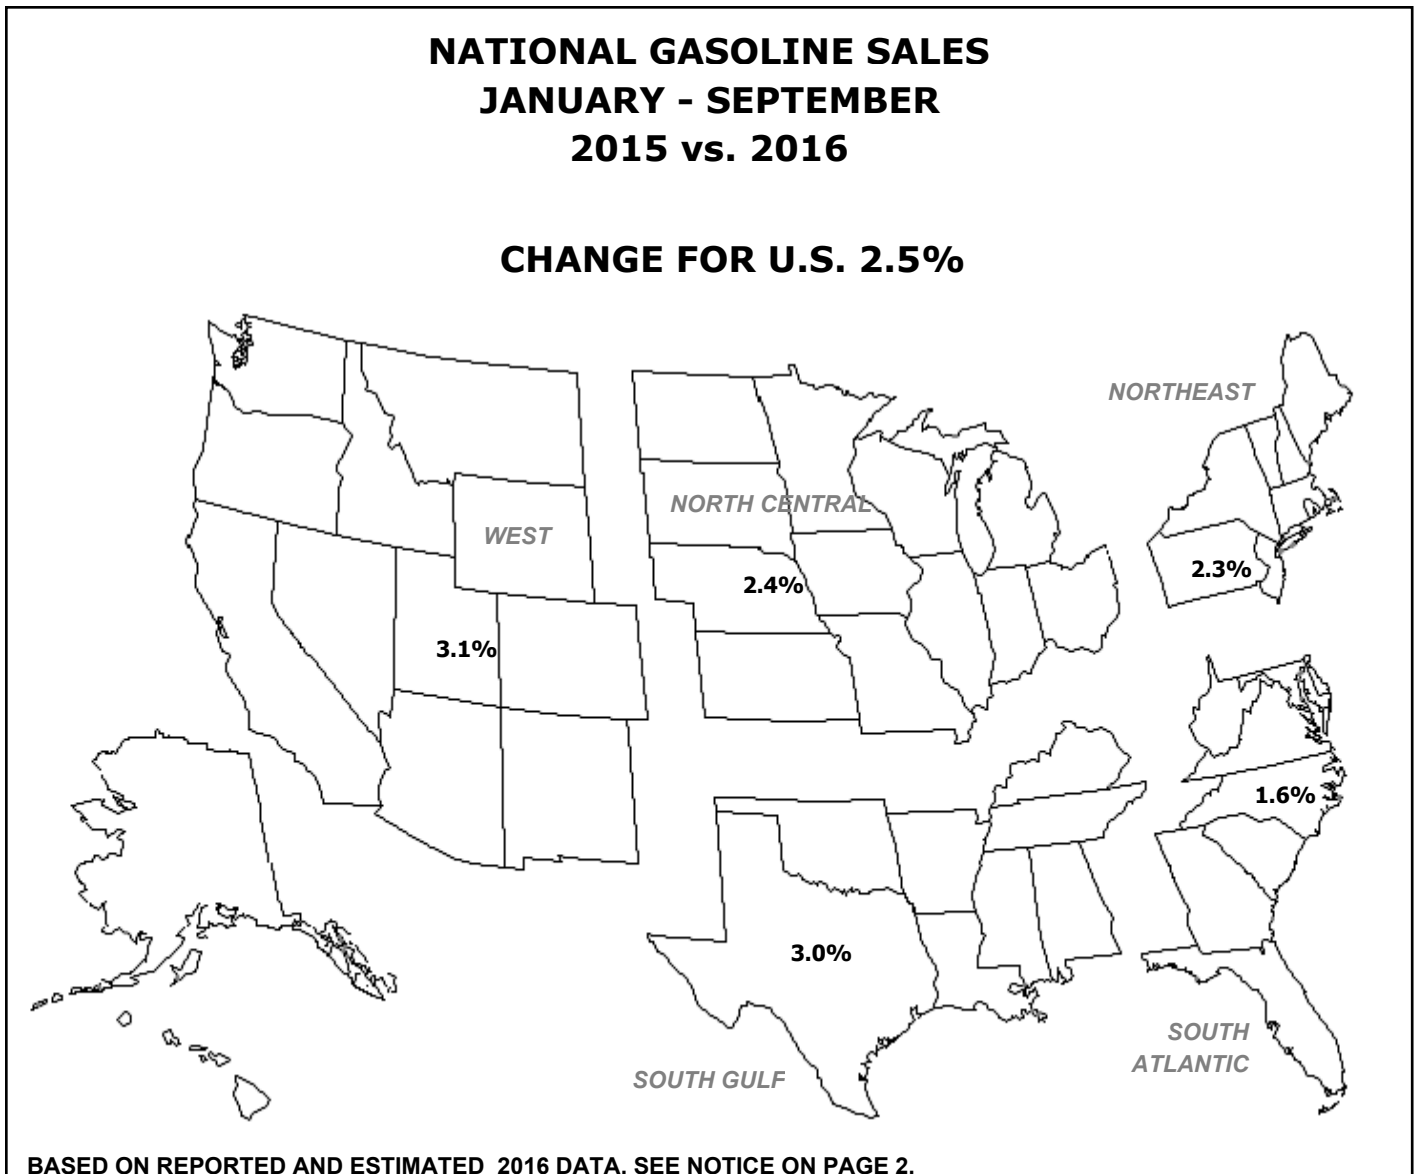 NATIONAL GASOLINE SALES
JANUARY - SEPTEMBER
2015 vs. 2016
CHANGE FOR U.S. 2.5%
NORTHEAST
NORTH CENTRAL
WEST
2.3%
2.4%
3.1%
1.6%
3.0%
SOUTH
ATLANTIC
SOUTH GULF
BASED ON REPORTED AND ESTIMATED  2016 DATA. SEE NOTICE ON PAGE 2.